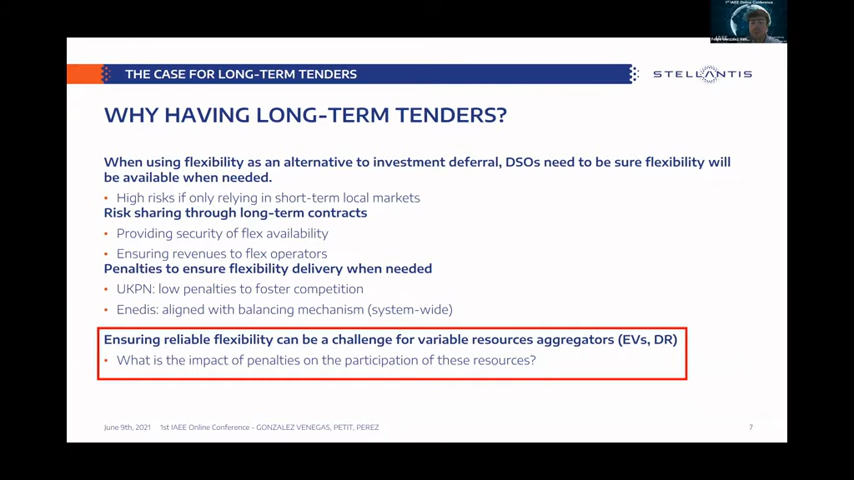 1st IAEE Online Conference
THE CASE FOR LONG-TERM TENDERS
STELLANTIS
WHY HAVING LONG-TERM TENDERS?
When using flexibility as an alternative to investment deferral, DSOs need to be sure flexibility will
be available when needed.
• High risks if only relying in short-term local markets
Risk sharing through long-term contracts
• Providing security of flex availability
• Ensuring revenues to flex operators
Penalties to ensure flexibility delivery when needed
• UKPN: low penalties to foster competition
• Enedis: aligned with balancing mechanism (system-wide)
Ensuring reliable flexibility can be a challenge for variable resources aggregators (EVs, DR)
• What is the impact of penalties on the participation of these resources?
June 9th, 2021 1st IAEE Online Conference - GONZALEZ VENEGAS, PETIT, PEREZ
7